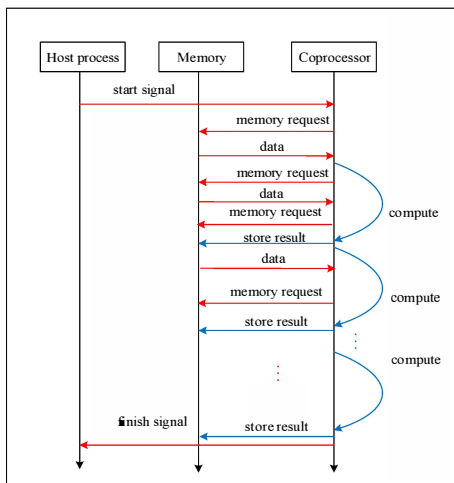 Host process
Memory
Coprocessor
start signal
memory request
data
memory request
data
memory request
compute
store result
data
memory request
compute
store result
compute
finish signal
store result